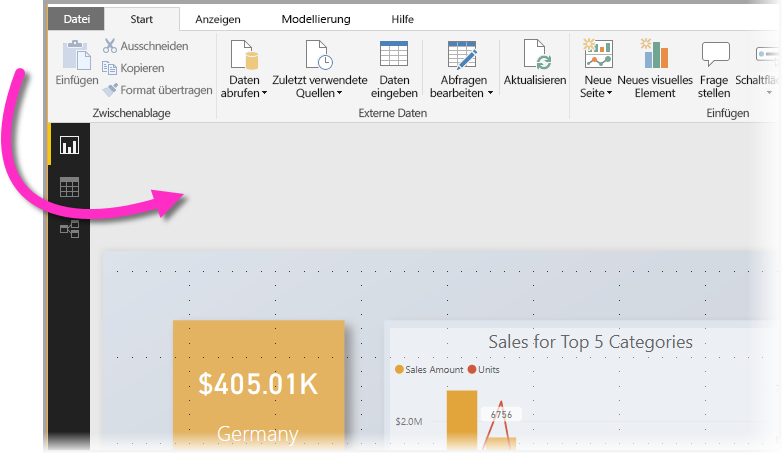 Datei Start Anzeigen Modellierung Hilfe
Einfügen
Ausschneiden
Kopieren
Format übertragen
Zwischenablage
Daten
abrufen
Zuletzt verwendete
Quellen
Daten
eingeben
Abfragen
bearbeiten
Aktualisieren
Externe Daten
Neue
Seite
Neues visuelles
Element
Frage
stellen
Einfügen
$405.01K
Germany
Sales for Top 5 Categories
Sales Amount Units
$2.0M
6756